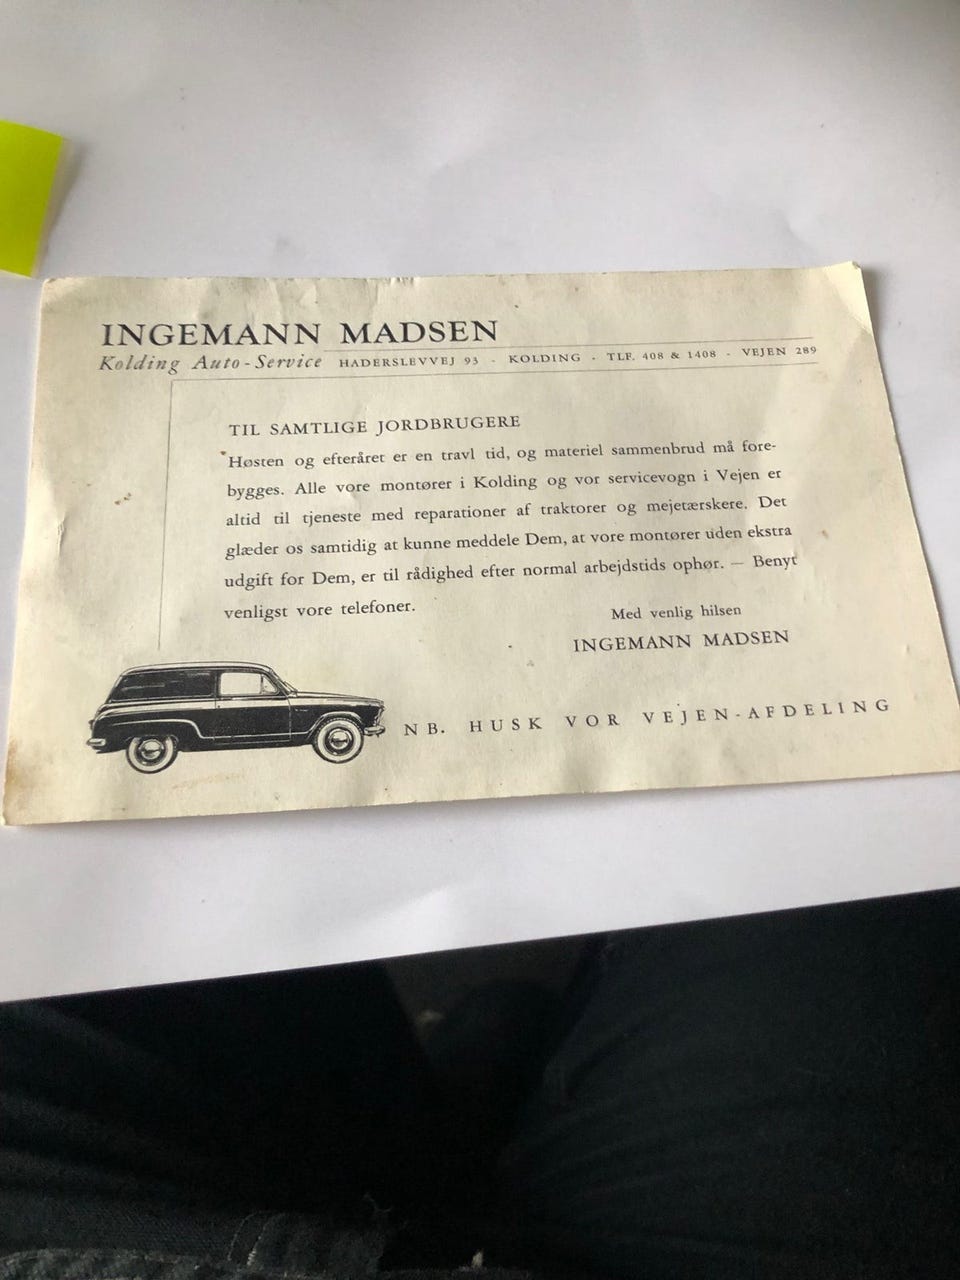 INGEMANN MADSEN
Kolding Auto-Service HADERSLEVVEJ 93 - KOLDING - TLF. 408 & 1408 - VEJEN 289
TIL SAMTLIGE JORDBRUGERE
Høsten og efteråret er en travl tid, og materiel sammenbrud må fore-
bygges. Alle vore montører i Kolding og vor servicevogn i Vejen er
altid til tjeneste med reparationer af traktorer og mejetærskere. Det
glæder os samtidig at kunne meddele Dem, at vore montører uden ekstra
udgift for Dem, er til rådighed efter normal arbejdstids ophør. — Benyt
venligst vore telefoner.
Med venlig hilsen
INGEMANN MADSEN
NB. HUSK VOR VEJEN-AFDELING